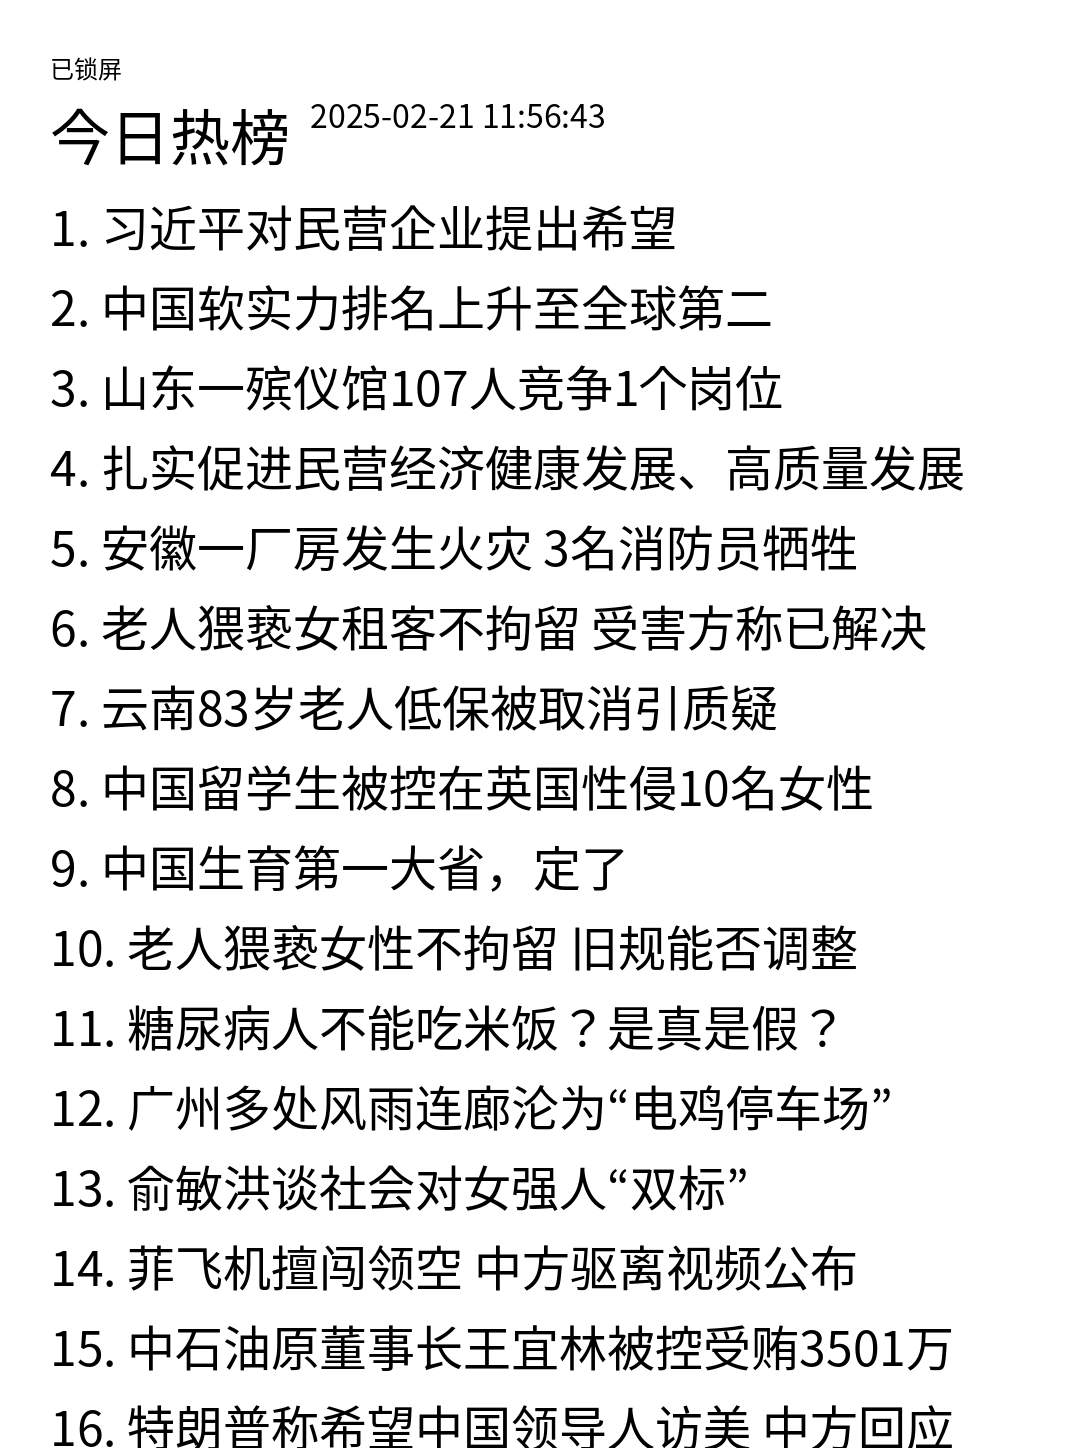 已锁屏
今日热榜 2025-02-21 11:56:43
1. 习近平对民营企业提出希望
2. 中国软实力排名上升至全球第二
3. 山东一殡仪馆107人竞争1个岗位
4. 扎实促进民营经济健康发展、高质量发展
5. 安徽一厂房发生火灾 3名消防员牺牲
6. 老人猥亵女租客不拘留 受害方称已解决
7. 云南83岁老人低保被取消引质疑
8. 中国留学生被控在英国性侵10名女性
9. 中国生育第一大省，定了
10. 老人猥亵女性不拘留 旧规能否调整
11. 糖尿病人不能吃米饭？是真是假？
12. 广州多处风雨连廊沦为“电鸡停车场”
13. 俞敏洪谈社会对女强人“双标”
14. 菲飞机擅闯领空 中方驱离视频公布
15. 中石油原董事长王宜林被控受贿3501万
16. 特朗普称希望中国领导人访美 中方回应